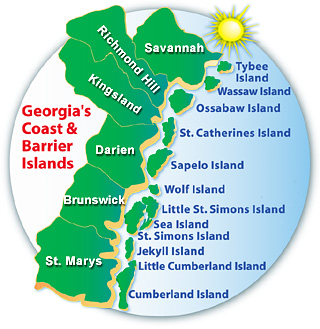 Savannah
Richmond Hill
Kingsland
Georgia's
Coast &
Barrier
Islands
Darien
Brunswick
St. Marys
Tybee
Island
Wassaw Island
Ossabaw Island
St. Catherines Island
Sapelo Island
Wolf Island
Little St. Simons Island
Sea Island
St. Simons Island
Jekyll Island
Little Cumberland Island
Cumberland Island